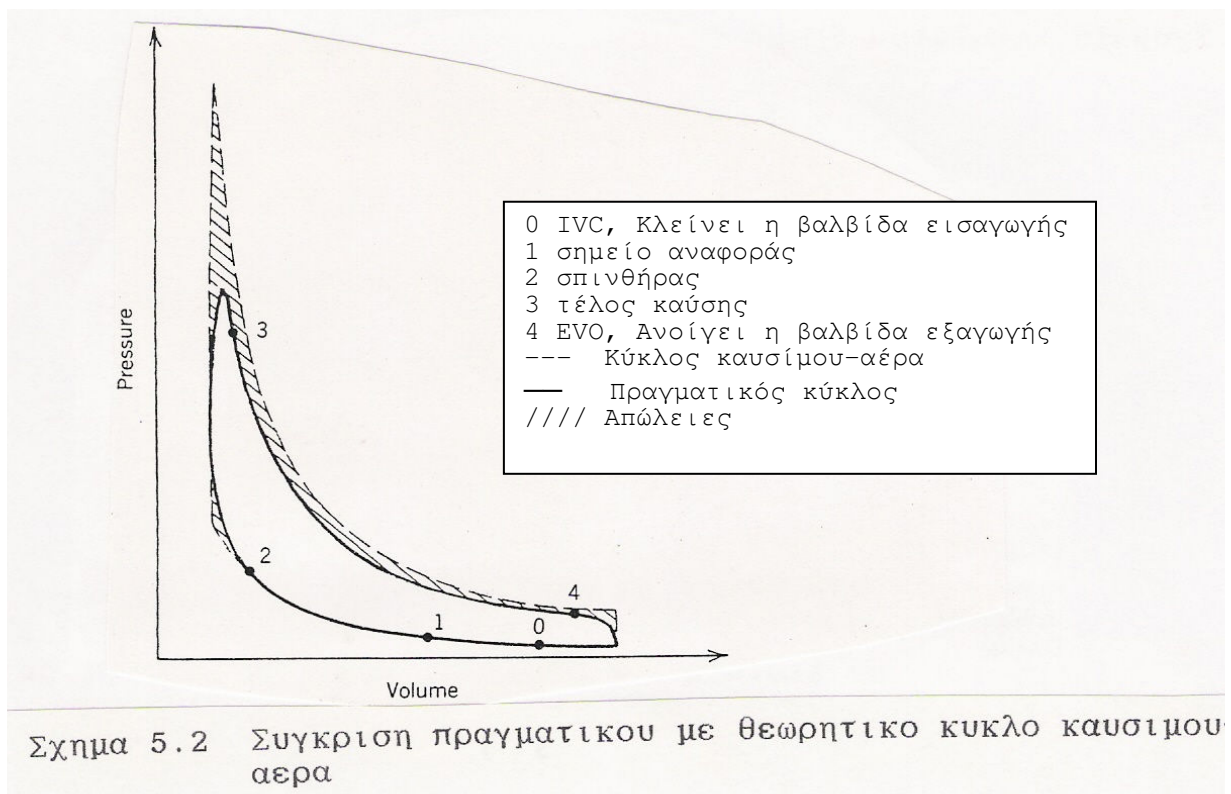 0 IVC, Κλείνει η βαλβίδα εισαγωγής
1 σημείο αναφοράς
2 σπινθήρας
3 τέλος καύσης
4 EVO, Ανοίγει η βαλβίδα εξαγωγής
--- Κύκλος καυσίμου-αέρα
— Πραγματικός κύκλος
//// Απώλειες
Pressure
3
2
4
1
0
Volume
Σχημα 5.2 Συγκριση πραγματικου με θεωρητικο κυκλο καυσιμου-
αερα